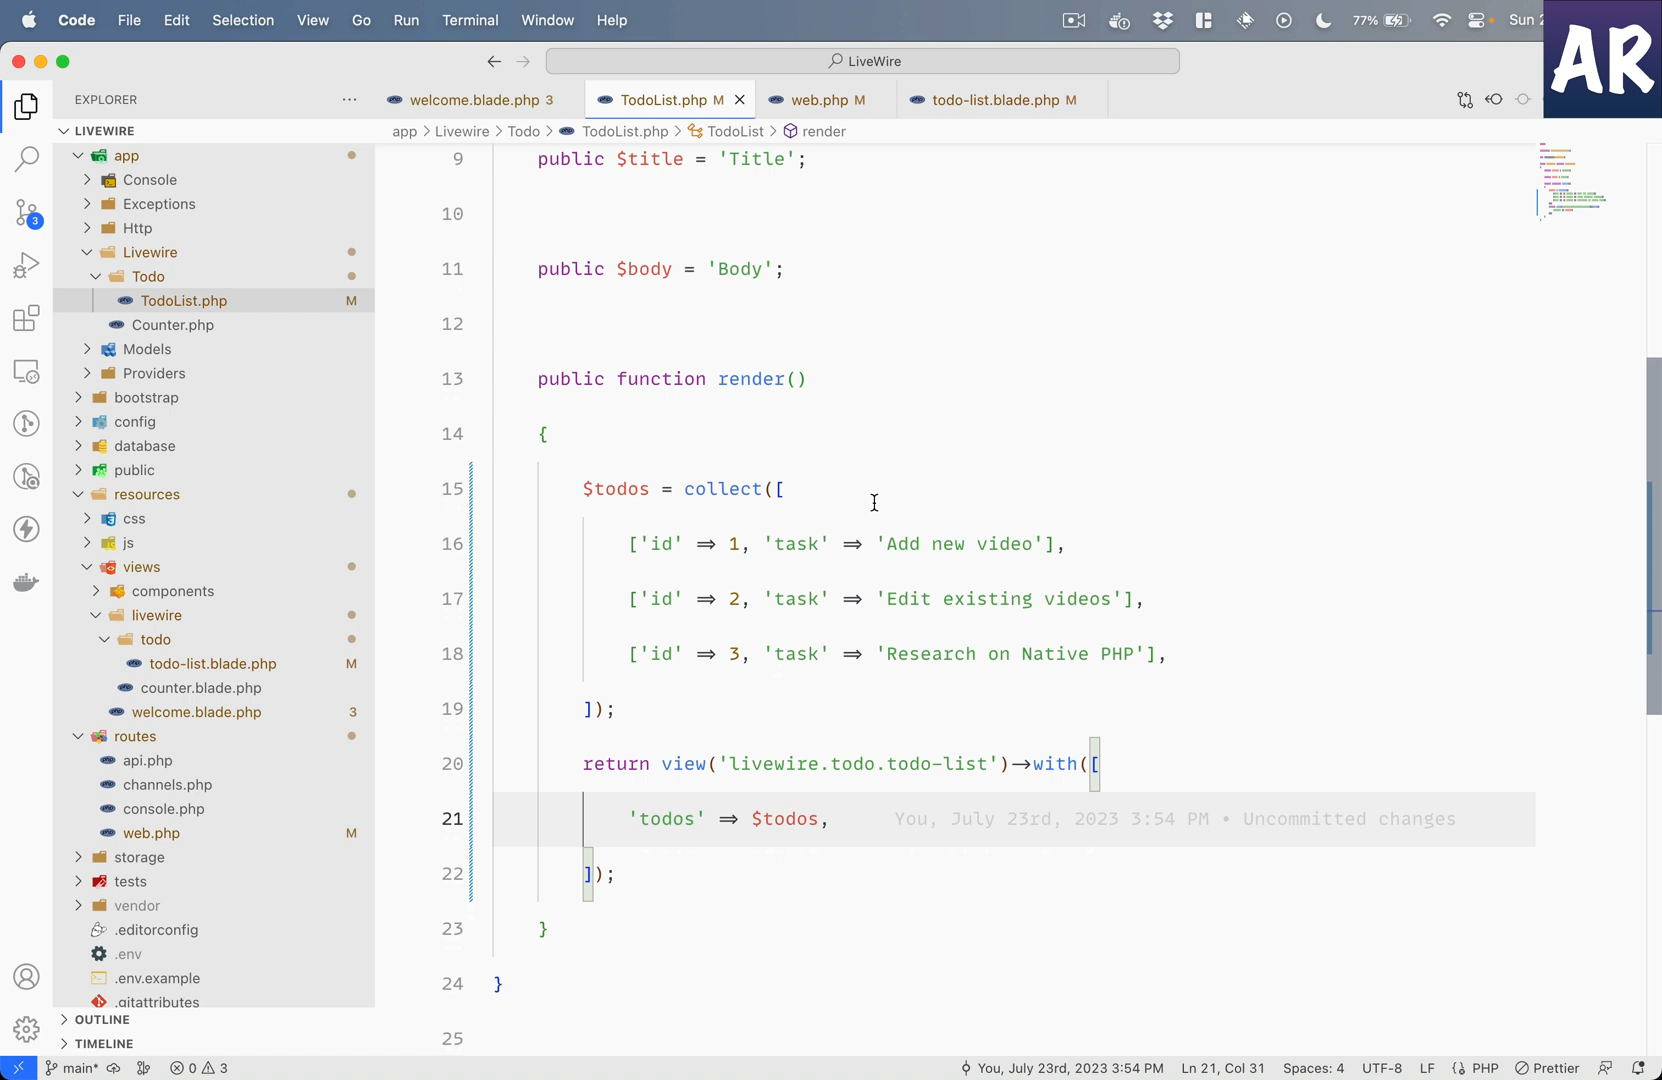 Code File Edit Selection View Go Run Terminal Window Help 77% Sun 2
LiveWire
AR
EXPLORER
LIVEWIRE
app
Console
Exceptions
Http
Livewire
Todo
TodoList.php M
Counter.php
Models
Providers
bootstrap
config
database
public
resources
css
js
views
components
livewire
todo
todo-list.blade.php M
counter.blade.php
welcome.blade.php 3
routes
api.php
channels.php
console.php
web.php M
storage
tests
vendor
.editorconfig
.env
.env.example
.gitattributes
OUTLINE
TIMELINE
3
welcome.blade.php 3 TodoList.php M web.php M todo-list.blade.php M
app > Livewire > Todo > TodoList.php > TodoList > render
9 public $title = 'Title';
10
11 public $body = 'Body';
12
13 public function render()
14 {
15 $todos = collect([
16 ['id' => 1, 'task' => 'Add new video'],
17 ['id' => 2, 'task' => 'Edit existing videos'],
18 ['id' => 3, 'task' => 'Research on Native PHP'],
19 ]);
20 return view('livewire.todo.todo-list')->with([
21 'todos' => $todos, You, July 23rd, 2023 3:54 PM • Uncommitted changes
22 ]);
23 }
24 }
25
main* 0 3 You, July 23rd, 2023 3:54 PM Ln 21, Col 31 Spaces: 4 UTF-8 LF PHP Prettier